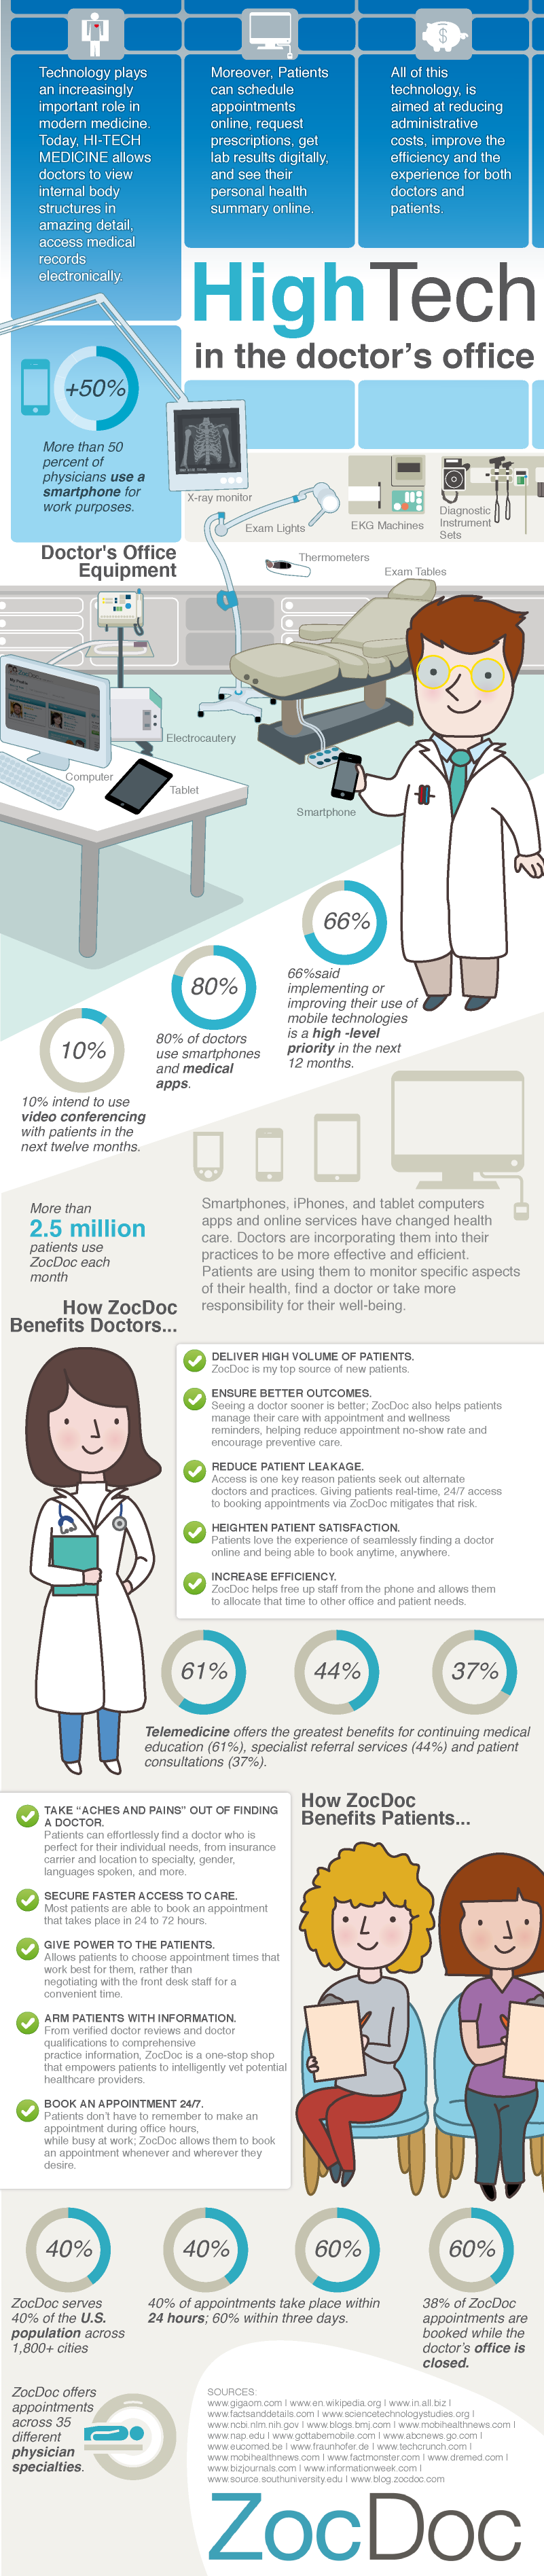 Technology plays
an increasingly
important role in
modern medicine.
Today, HI-TECH
MEDICINE allows
doctors to view
internal body
structures in
amazing detail,
access medical
records
electronically.
Moreover, Patients
can schedule
appointments
online, request
prescriptions, get
lab results digitally,
and see their
personal health
summary online.
All of this
technology, is
aimed at reducing
administrative
costs, improve the
efficiency and the
experience for both
doctors and
patients.
HighTech
in the doctor's office
+50%
More than 50
percent of
physicians use a
smartphone for
work purposes.
X-ray monitor
Exam Lights
EKG Machines
Diagnostic
Instrument
Sets
Doctor's Office
Equipment
Thermometers
Exam Tables
Electrocautery
Computer
Tablet
Smartphone
66%
66%said
implementing or
improving their use of
mobile technologies
is a high -level
priority in the next
12 months.
80%
80% of doctors
use smartphones
and medical
apps.
10%
10% intend to use
video conferencing
with patients in the
next twelve months.
More than
2.5 million
patients use
ZocDoc each
month
Smartphones, iPhones, and tablet computers
apps and online services have changed health
care. Doctors are incorporating them into their
practices to be more effective and efficient.
Patients are using them to monitor specific aspects
of their health, find a doctor or take more
responsibility for their well-being.
How ZocDoc
Benefits Doctors...
DELIVER HIGH VOLUME OF PATIENTS.
ZocDoc is my top source of new patients.
ENSURE BETTER OUTCOMES.
Seeing a doctor sooner is better; ZocDoc also helps patients
manage their care with appointment and wellness
reminders, helping reduce appointment no-show rate and
encourage preventive care.
REDUCE PATIENT LEAKAGE.
Access is one key reason patients seek out alternate
doctors and practices. Giving patients real-time, 24/7 access
to booking appointments via ZocDoc mitigates that risk.
HEIGHTEN PATIENT SATISFACTION.
Patients love the experience of seamlessly finding a doctor
online and being able to book anytime, anywhere.
INCREASE EFFICIENCY.
ZocDoc helps free up staff from the phone and allows them
to allocate that time to other office and patient needs.
61%
44%
37%
Telemedicine offers the greatest benefits for continuing medical
education (61%), specialist referral services (44%) and patient
consultations (37%).
How ZocDoc
Benefits Patients...
TAKE “ACHES AND PAINS” OUT OF FINDING
A DOCTOR.
Patients can effortlessly find a doctor who is
perfect for their individual needs, from insurance
carrier and location to specialty, gender,
languages spoken, and more.
SECURE FASTER ACCESS TO CARE.
Most patients are able to book an appointment
that takes place in 24 to 72 hours.
GIVE POWER TO THE PATIENTS.
Allows patients to choose appointment times that
work best for them, rather than
negotiating with the front desk staff for a
convenient time.
ARM PATIENTS WITH INFORMATION.
From verified doctor reviews and doctor
qualifications to comprehensive
practice information, ZocDoc is a one-stop shop
that empowers patients to intelligently vet potential
healthcare providers.
BOOK AN APPOINTMENT 24/7.
Patients don't have to remember to make an
appointment during office hours,
while busy at work; ZocDoc allows them to book
an appointment whenever and wherever they
desire.
40%
40%
60%
60%
ZocDoc serves
40% of the U.S.
population across
1,800+ cities
40% of appointments take place within
24 hours; 60% within three days.
38% of ZocDoc
appointments are
booked while the
doctor's office is
closed.
ZocDoc offers
appointments
across 35
different
physician
specialties.
SOURCES:
www.gigaom.com I www.en.wikipedia.org I www.in.all.biz I
www.factsanddetails.com I www.sciencetechnologystudies.org I
www.ncbi.nlm.nih.gov I www.blogs.bmj.com I www.mobihealthnews.com I
www.nap.edu I www.gottabemobile.com I www.abcnews.go.com I
www.eucomed.be I www.fraunhofer.de I www.techcrunch.com I
www.mobihealthnews.com I www.factmonster.com I www.dremed.com I
www.bizjournals.com I www.informationweek.com I
www.source.southuniversity.edu I www.blog.zocdoc.com
ZocDoc